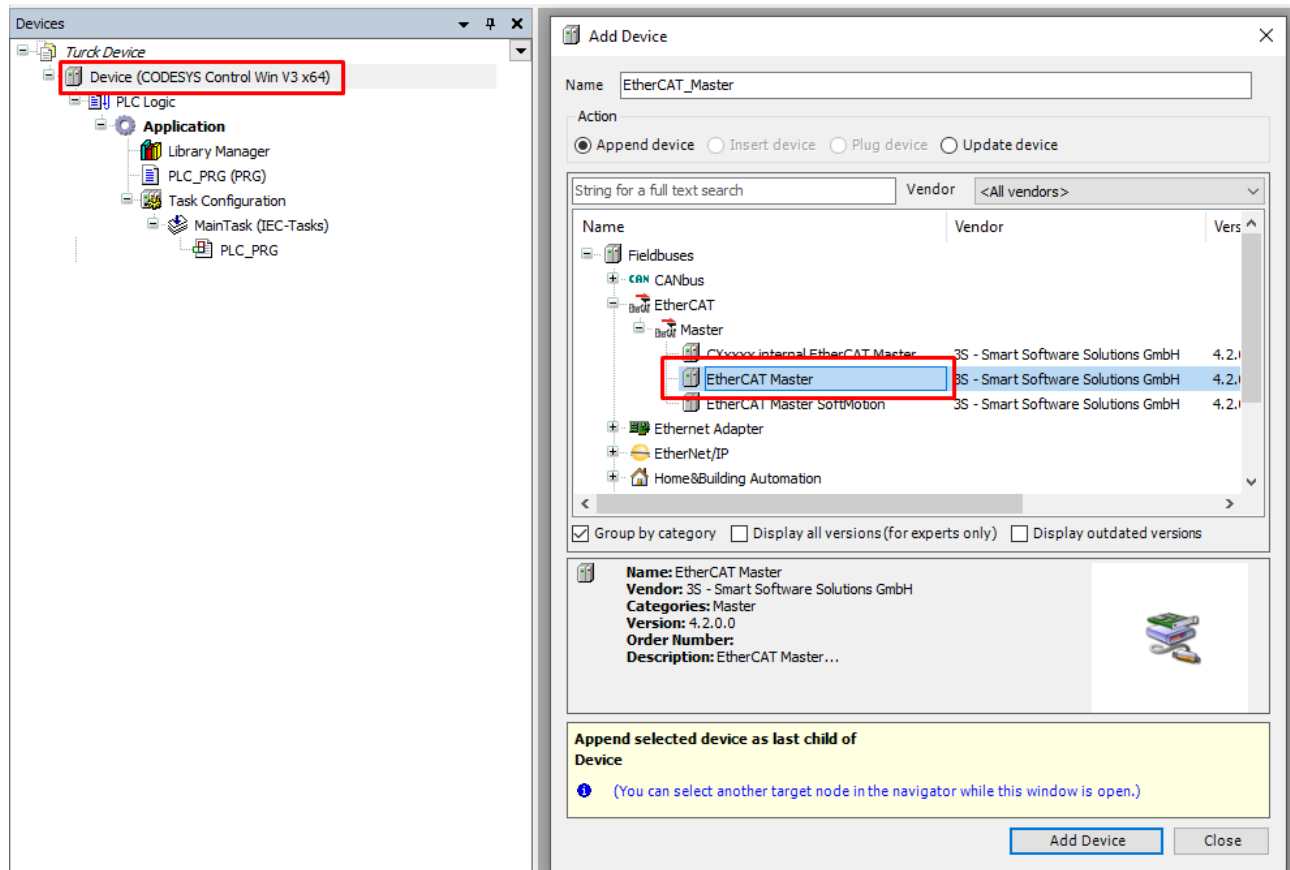 Devices
Turck Device
Device (CODESYS Control Win V3 x64)
PLC Logic
Application
Library Manager
PLC_PRG (PRG)
Task Configuration
MainTask (IEC-Tasks)
PLC_PRG
Add Device
Name EtherCAT_Master
Action
Append device Insert device Plug device Update device
String for a full text search Vendor <All vendors>
Name Vendor Vers
Fieldbuses
CAN CANbus
EtherCAT
Master
CXxxxx internal EtherCAT Master 3S - Smart Software Solutions GmbH 4.2.
EtherCAT Master 3S - Smart Software Solutions GmbH 4.2.
EtherCAT Master SoftMotion 3S - Smart Software Solutions GmbH 4.2.
Ethernet Adapter
EtherNet/IP
Home&Building Automation
Group by category Display all versions (for experts only) Display outdated versions
Name: EtherCAT Master
Vendor: 3S - Smart Software Solutions GmbH
Categories: Master
Version: 4.2.0.0
Order Number:
Description: EtherCAT Master...
Append selected device as last child of
Device
(You can select another target node in the navigator while this window is open.)
Add Device Close